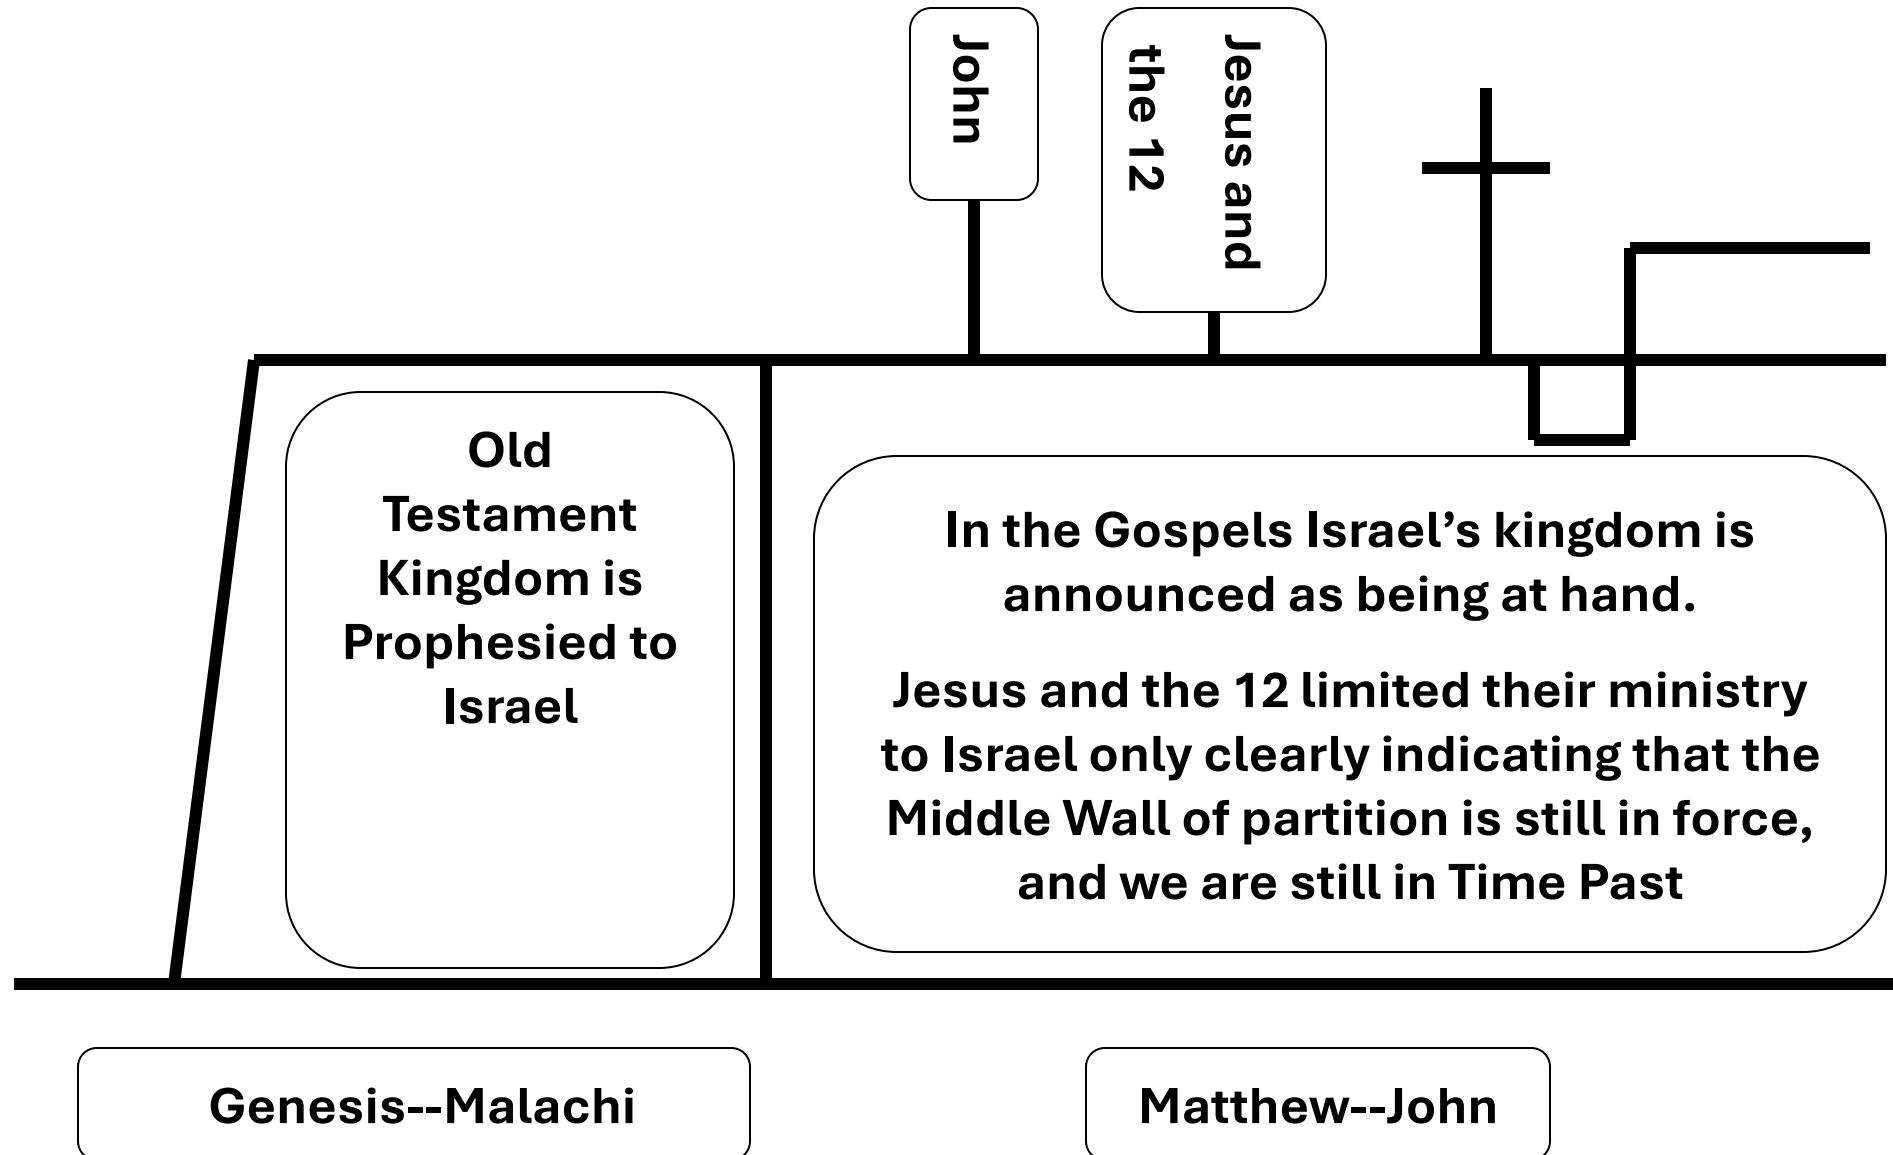 John
Jesus and
the 12
Old
Testament
Kingdom is
Prophesied to
Israel
In the Gospels Israel’s kingdom is
announced as being at hand.
Jesus and the 12 limited their ministry
to Israel only clearly indicating that the
Middle Wall of partition is still in force,
and we are still in Time Past
Genesis--Malachi
Matthew--John